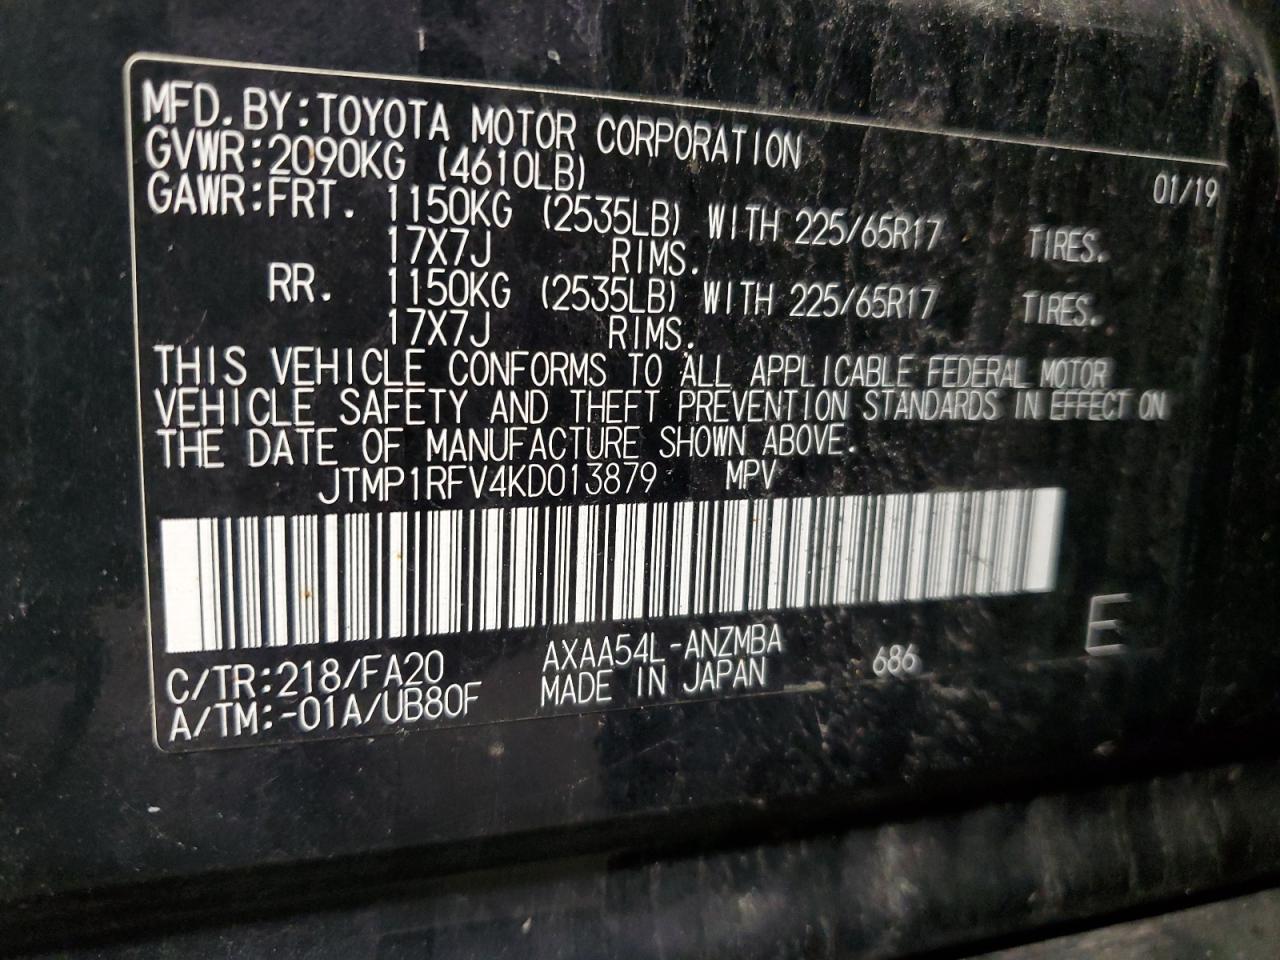 MFD.BY:TOYOTA MOTOR CORPORATION 01/19
GVWR:2090KG (4610LB)
GAWR:FRT. 1150KG (2535LB) WITH 225/65R17 TIRES.
17X7J RIMS.
RR. 1150KG (2535LB) WITH 225/65R17 TIRES.
17X7J RIMS.
THIS VEHICLE CONFORMS TO ALL APPLICABLE FEDERAL MOTOR
VEHICLE SAFETY AND THEFT PREVENTION STANDARDS IN EFFECT ON
THE DATE OF MANUFACTURE SHOWN ABOVE.
JTMP1RFV4KD013879 MPV
E
C/TR:218/FA20 AXAA54L-ANZMBA 686
A/TM:-01A/UB80F MADE IN JAPAN